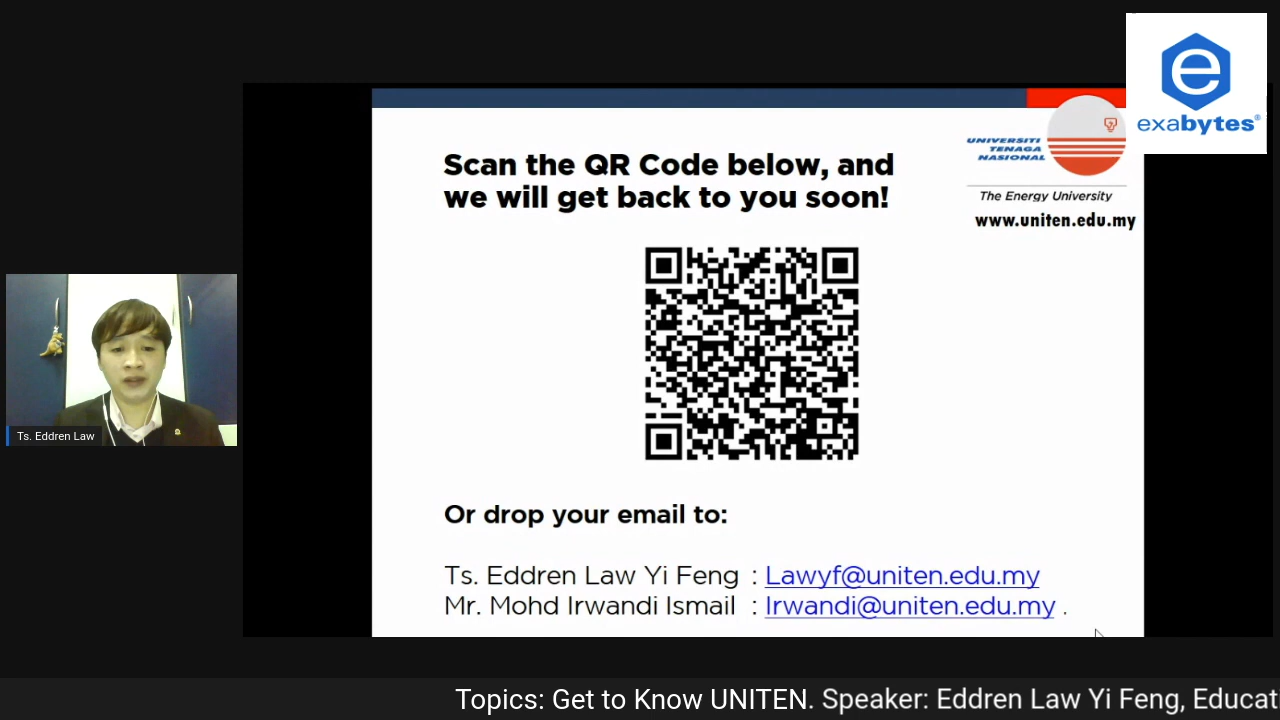 exabytes®
Scan the QR Code below, and
we will get back to you soon!
UNIVERSITI
TENAGA
NASIONAL
The Energy University
www.uniten.edu.my
Ts. Eddren Law
Or drop your email to:
Ts. Eddren Law Yi Feng : Lawyf@uniten.edu.my
Mr. Mohd Irwandi Ismail : Irwandi@uniten.edu.my .
Topics: Get to Know UNITEN. Speaker: Eddren Law Yi Feng, Educat